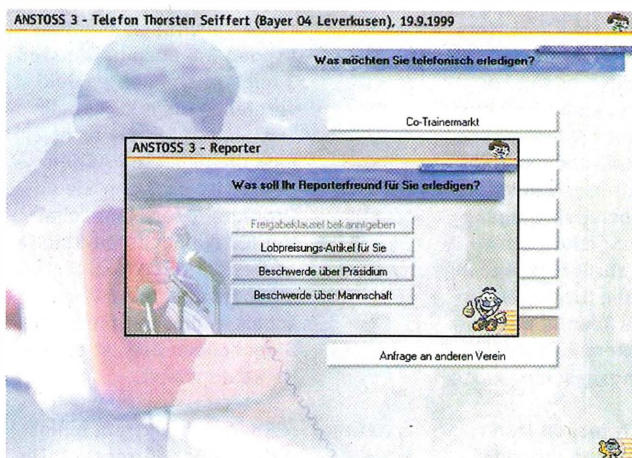 ANSTOSS 3 - Telefon Thorsten Seiffert (Bayer 04 Leverkusen), 19.9.1999
Was möchten Sie telefonisch erledigen?
Co-Trainermarkt
ANSTOSS 3 - Reporter
Was soll Ihr Reporterfreund für Sie erledigen?
Freigabeklausel bekanntgeben
Lobpreisungs-Artikel für Sie
Beschwerde über Präsidium
Beschwerde über Mannschaft
Anfrage an anderen Verein